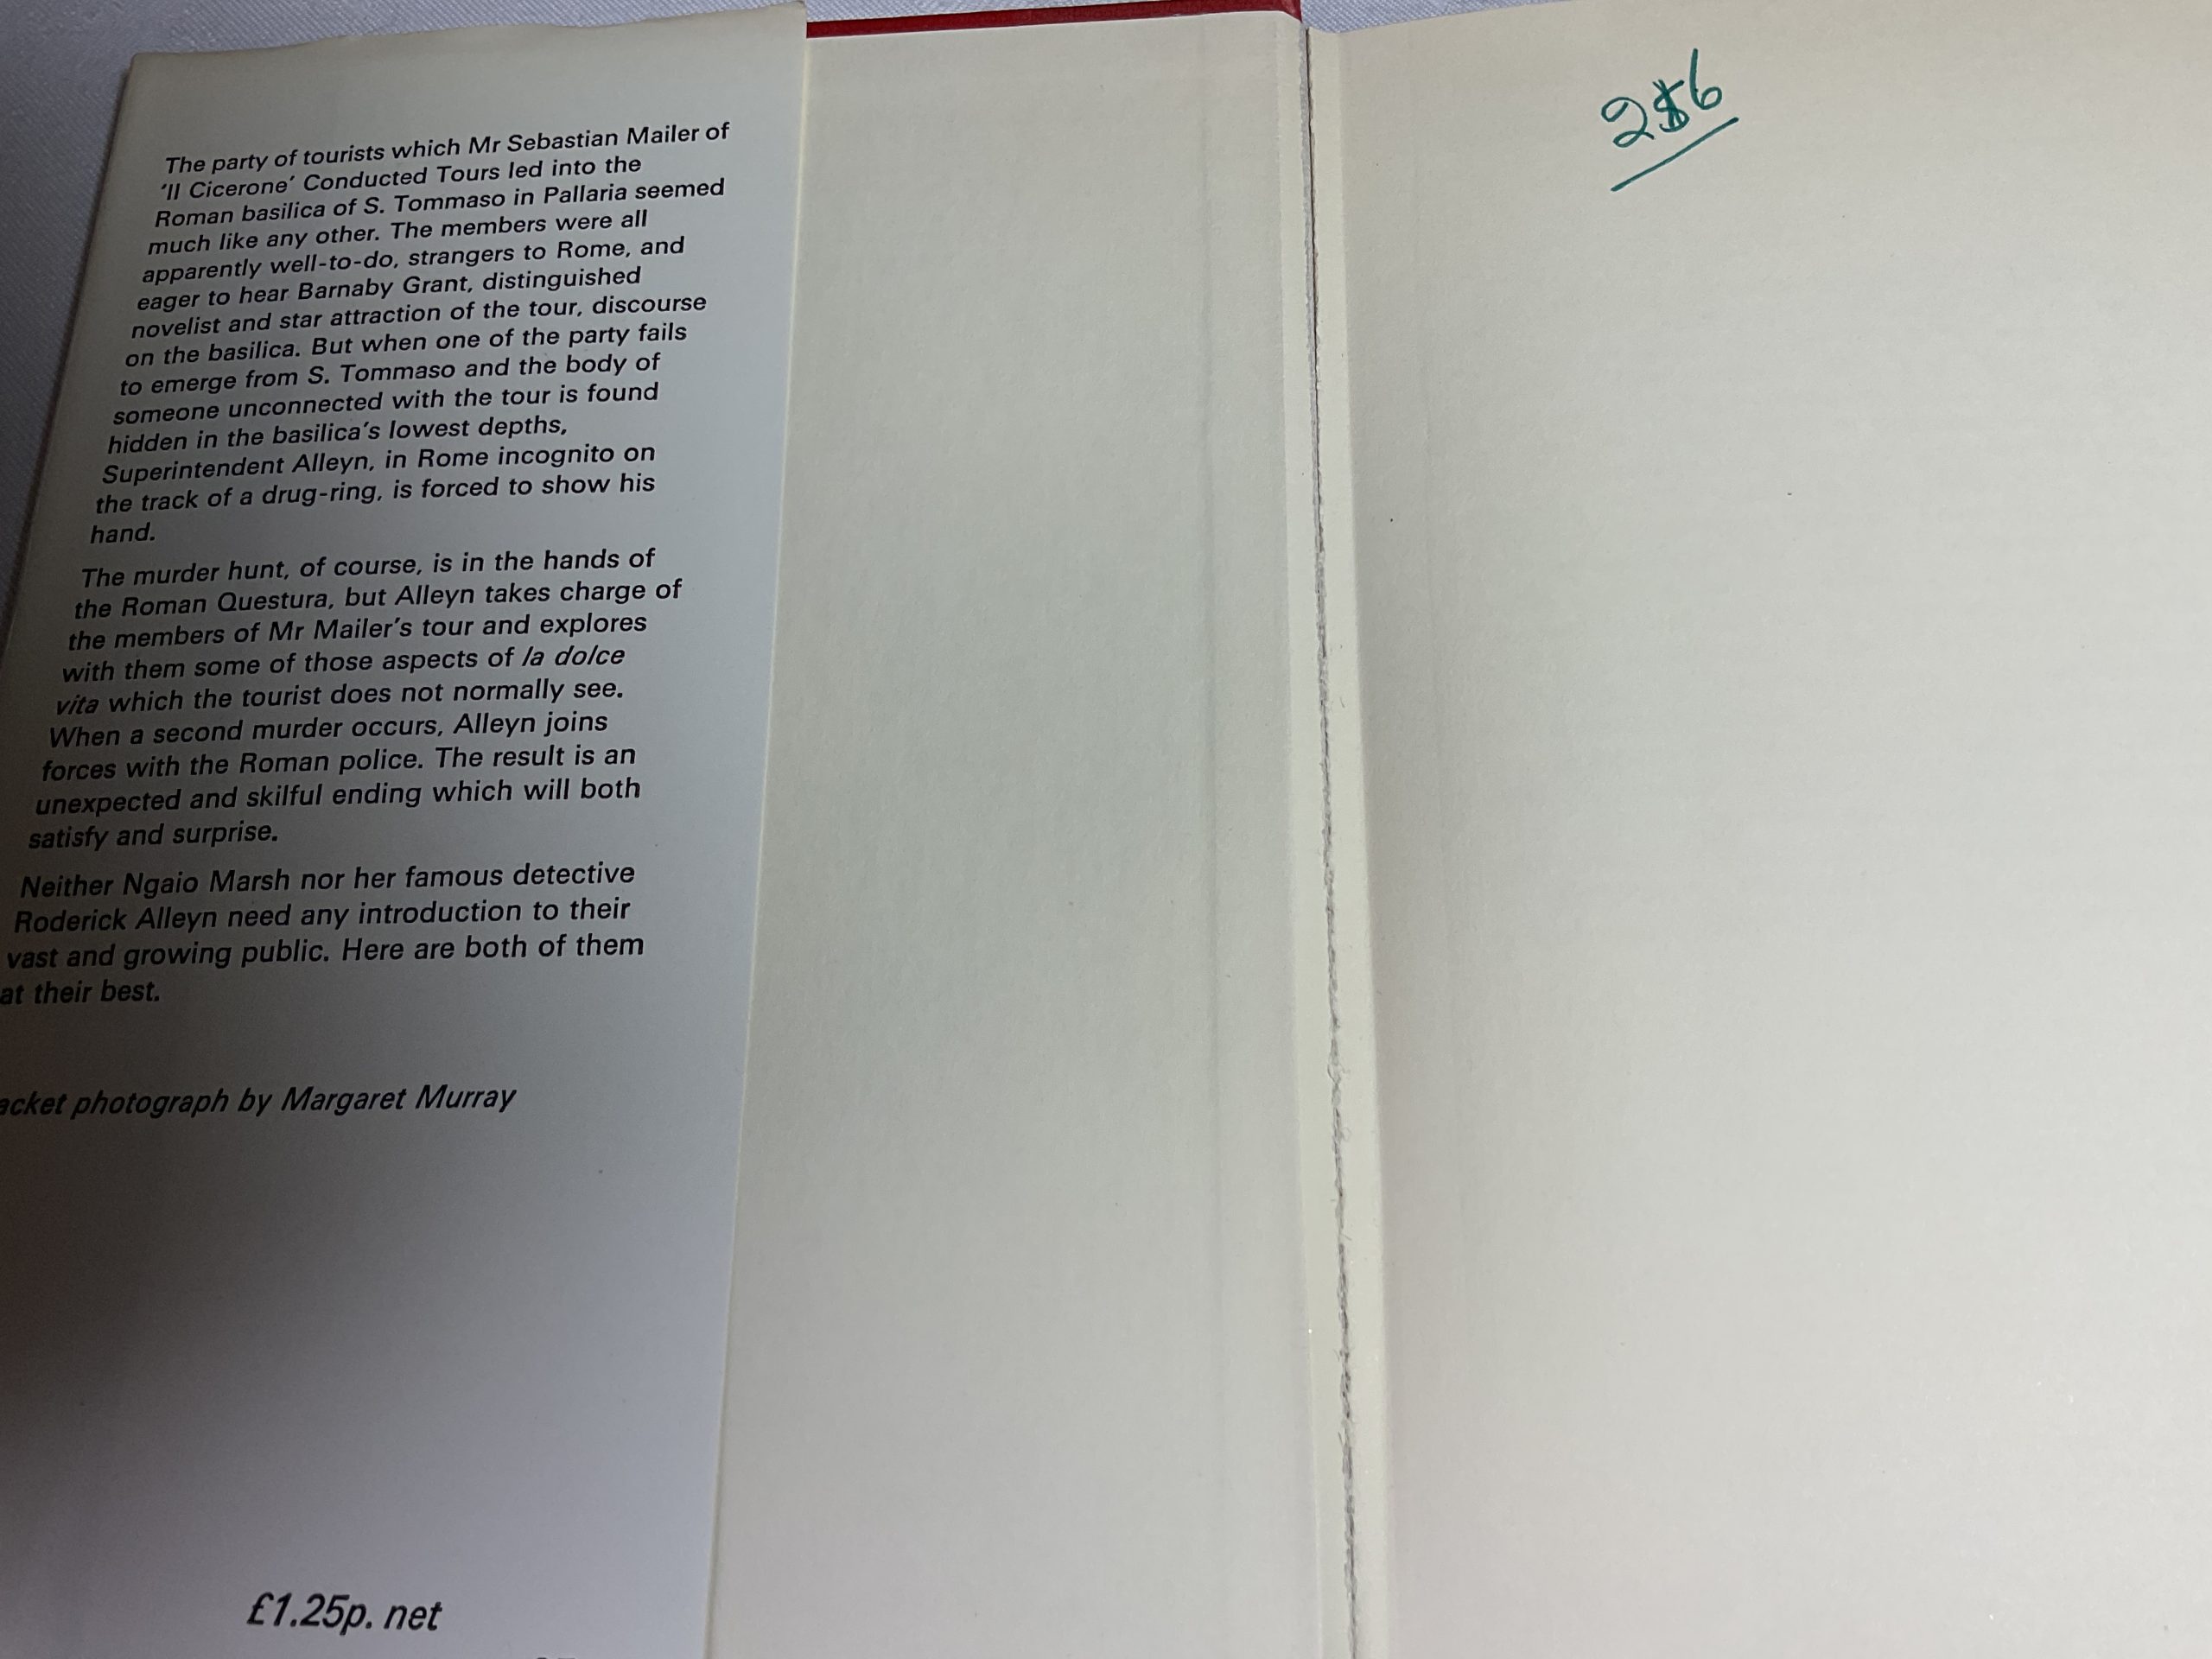 The party of tourists which Mr Sebastian Mailer of
'Il Cicerone' Conducted Tours led into the
Roman basilica of S. Tommaso in Pallaria seemed
much like any other. The members were all
apparently well-to-do, strangers to Rome, and
eager to hear Barnaby Grant, distinguished
novelist and star attraction of the tour, discourse
on the basilica. But when one of the party fails
to emerge from S. Tommaso and the body of
someone unconnected with the tour is found
hidden in the basilica's lowest depths,
Superintendent Alleyn, in Rome incognito on
the track of a drug-ring, is forced to show his
hand.
The murder hunt, of course, is in the hands of
the Roman Questura, but Alleyn takes charge of
the members of Mr Mailer's tour and explores
with them some of those aspects of la dolce
vita which the tourist does not normally see.
When a second murder occurs, Alleyn joins
forces with the Roman police. The result is an
unexpected and skilful ending which will both
satisfy and surprise.
Neither Ngaio Marsh nor her famous detective
Roderick Alleyn need any introduction to their
vast and growing public. Here are both of them
at their best.
acket photograph by Margaret Murray
£1.25p. net
2$6